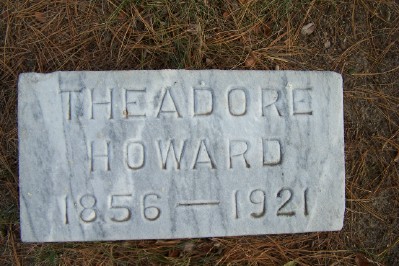 THEADORE
HOWARD
1856 — 1921